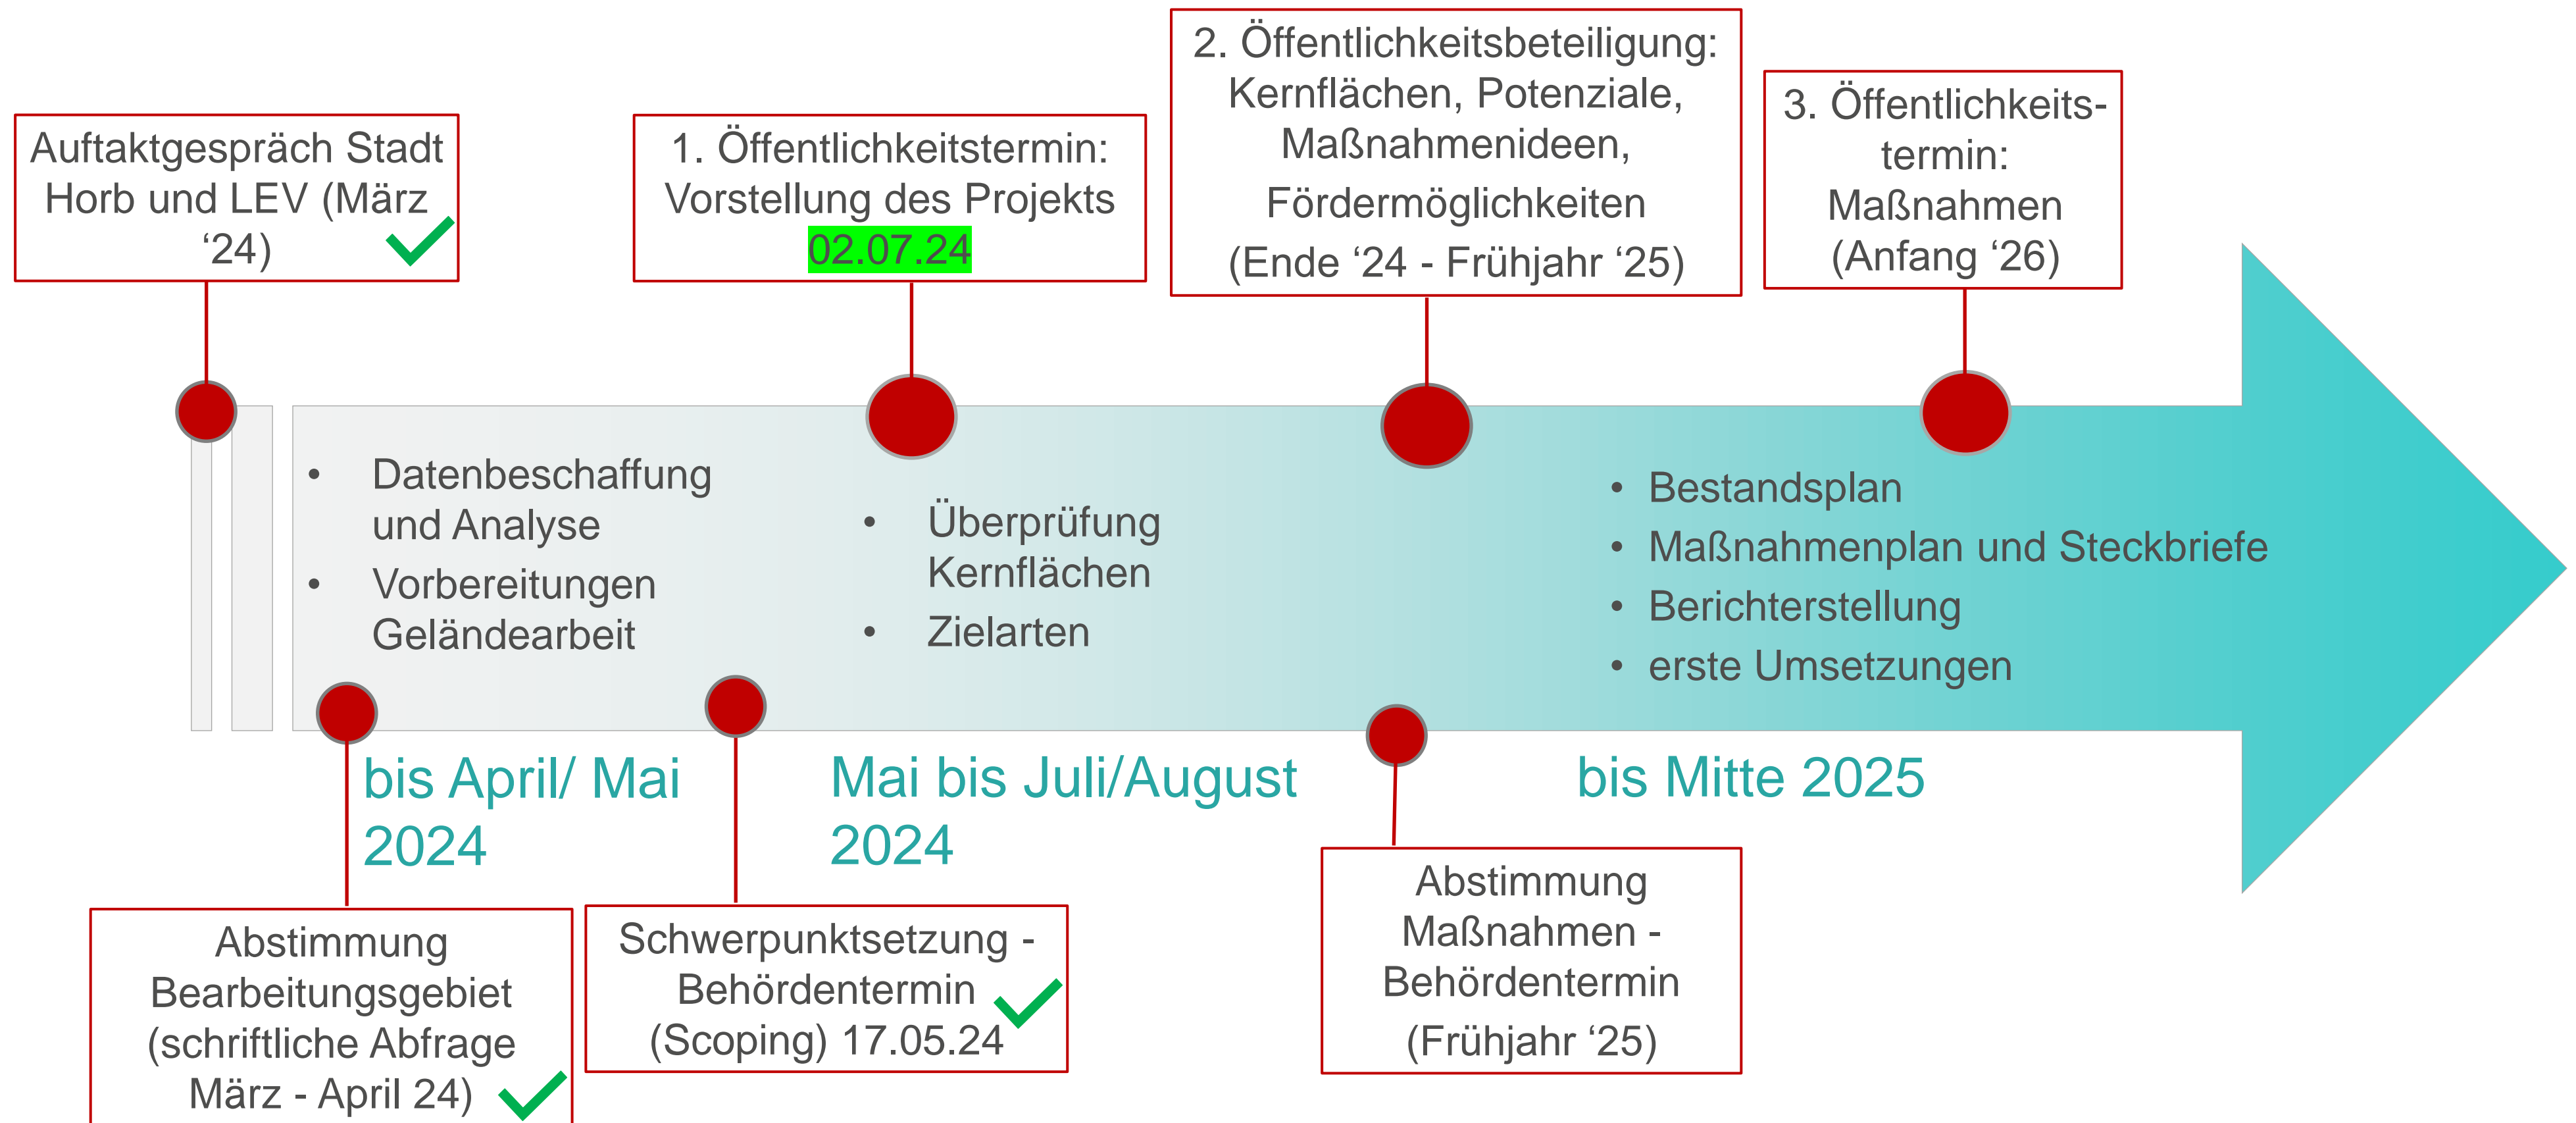 Auftaktgespräch Stadt
Horb und LEV (März
‘24)
1. Öffentlichkeitstermin:
Vorstellung des Projekts
02.07.24
2. Öffentlichkeitsbeteiligung:
Kernflächen, Potenziale,
Maßnahmenideen,
Fördermöglichkeiten
(Ende ‘24 - Frühjahr ‘25)
3. Öffentlichkeits-
termin:
Maßnahmen
(Anfang ‘26)
• Datenbeschaffung
und Analyse
• Vorbereitungen
Geländearbeit
• Überprüfung
Kernflächen
• Zielarten
• Bestandsplan
• Maßnahmenplan und Steckbriefe
• Berichterstellung
• erste Umsetzungen
bis April/ Mai
2024
Mai bis Juli/August
2024
bis Mitte 2025
Abstimmung
Bearbeitungsgebiet
(schriftliche Abfrage
März - April 24)
Schwerpunktsetzung -
Behördentermin
(Scoping) 17.05.24
Abstimmung
Maßnahmen -
Behördentermin
(Frühjahr ‘25)